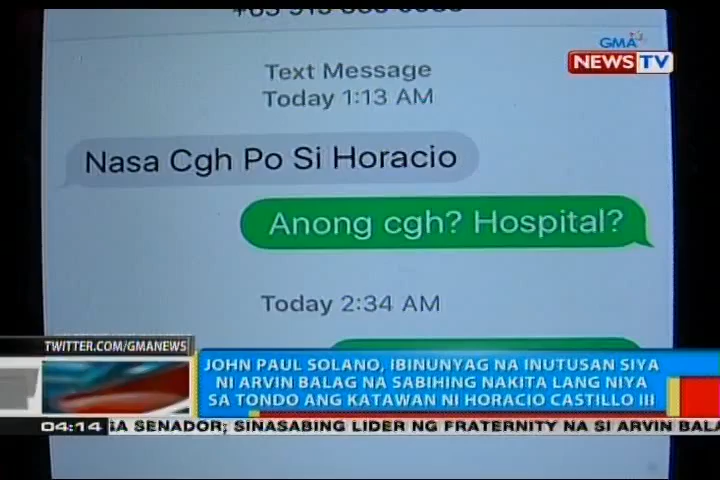 GMA
NEWS TV
Text Message
Today 1:13 AM
Nasa Cgh Po Si Horacio
Anong cgh? Hospital?
Today 2:34 AM
TWITTER.COM/GMANEWS
JOHN PAUL SOLANO, IBINUNYAG NA INUTUSAN SIYA
NI ARVIN BALAG NA SABIHING NAKITA LANG NIYA
SA TONDO ANG KATAWAN NI HORACIO CASTILLO III
04:14 GA SENADOR; SINASABING LIDER NG FRATERNITY NA SI ARVIN BALA